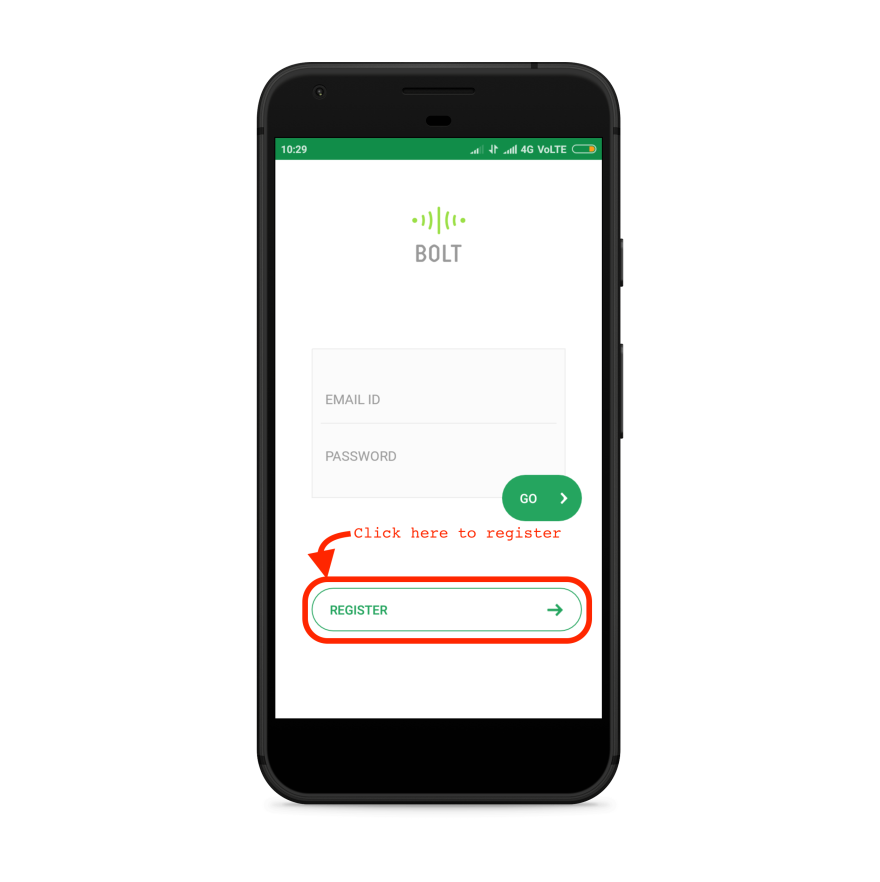 10:29 4G VoLTE
BOLT
EMAIL ID
PASSWORD
GO
Click here to register
REGISTER